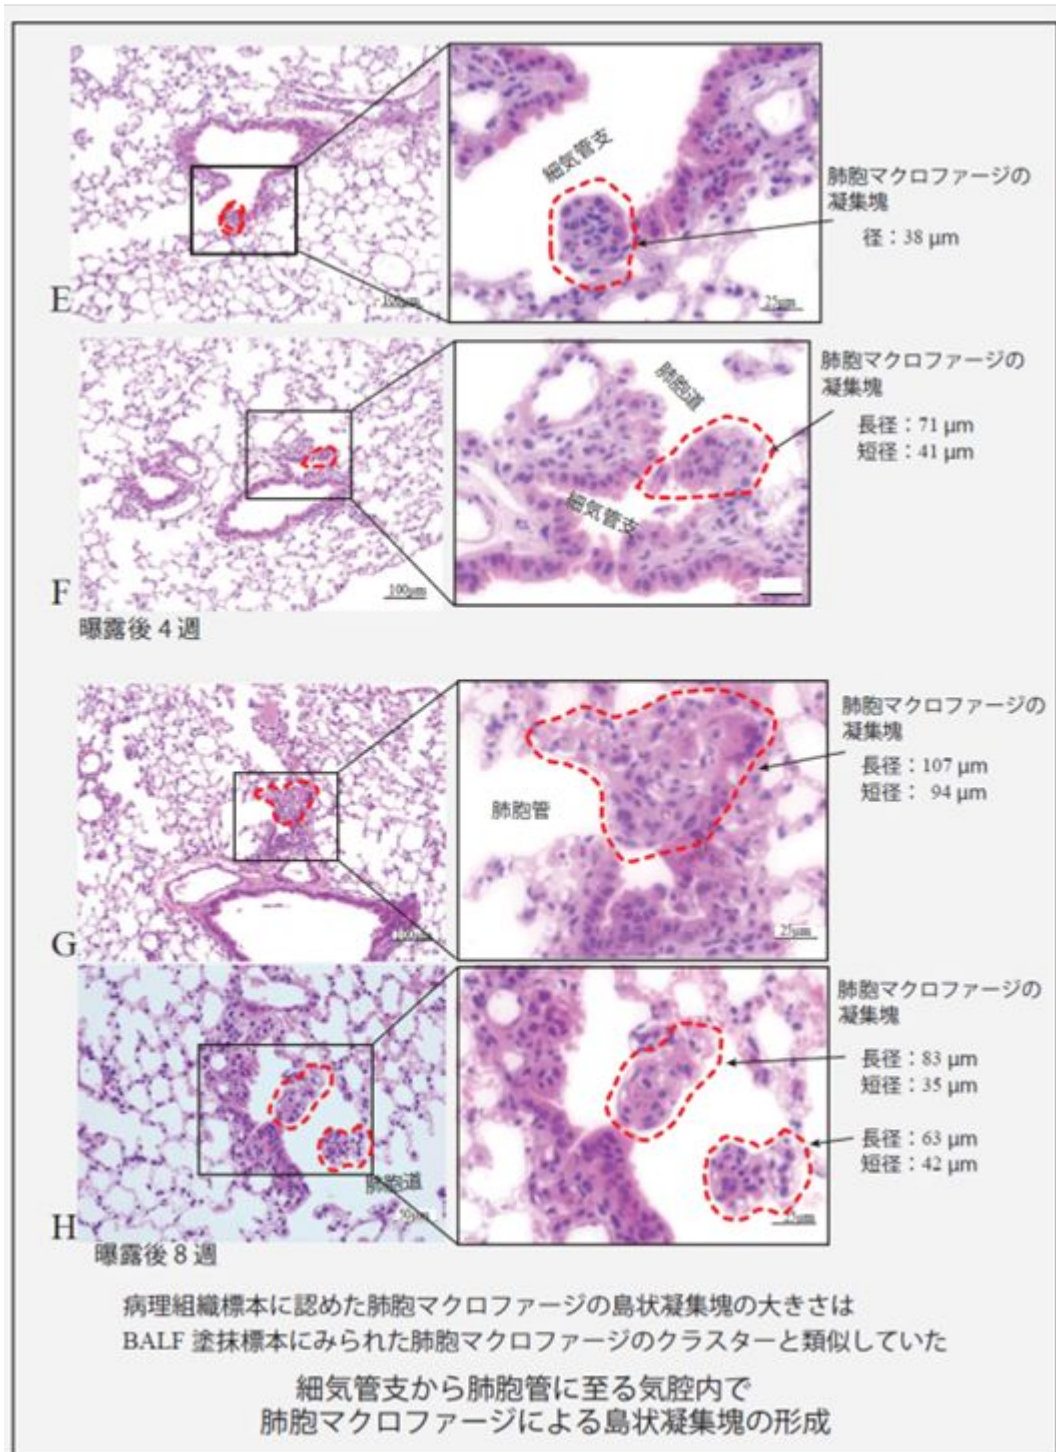 細気管支
肺胞マクロファージの
凝集塊
径：38 μm
E
100μm
25μm
肺胞道
細気管支
肺胞マクロファージの
凝集塊
長径：71 μm
短径：41 μm
F
100μm
曝露後 4 週
肺胞管
肺胞マクロファージの
凝集塊
長径：107 μm
短径： 94 μm
G
100μm
25μm
肺胞道
肺胞マクロファージの
凝集塊
長径：83 μm
短径：35 μm
長径：63 μm
短径：42 μm
H
50μm
25μm
曝露後 8 週
病理組織標本に認めた肺胞マクロファージの島状凝集塊の大きさは
BALF 塗抹標本にみられた肺胞マクロファージのクラスターと類似していた
細気管支から肺胞管に至る気腔内で
肺胞マクロファージによる島状凝集塊の形成